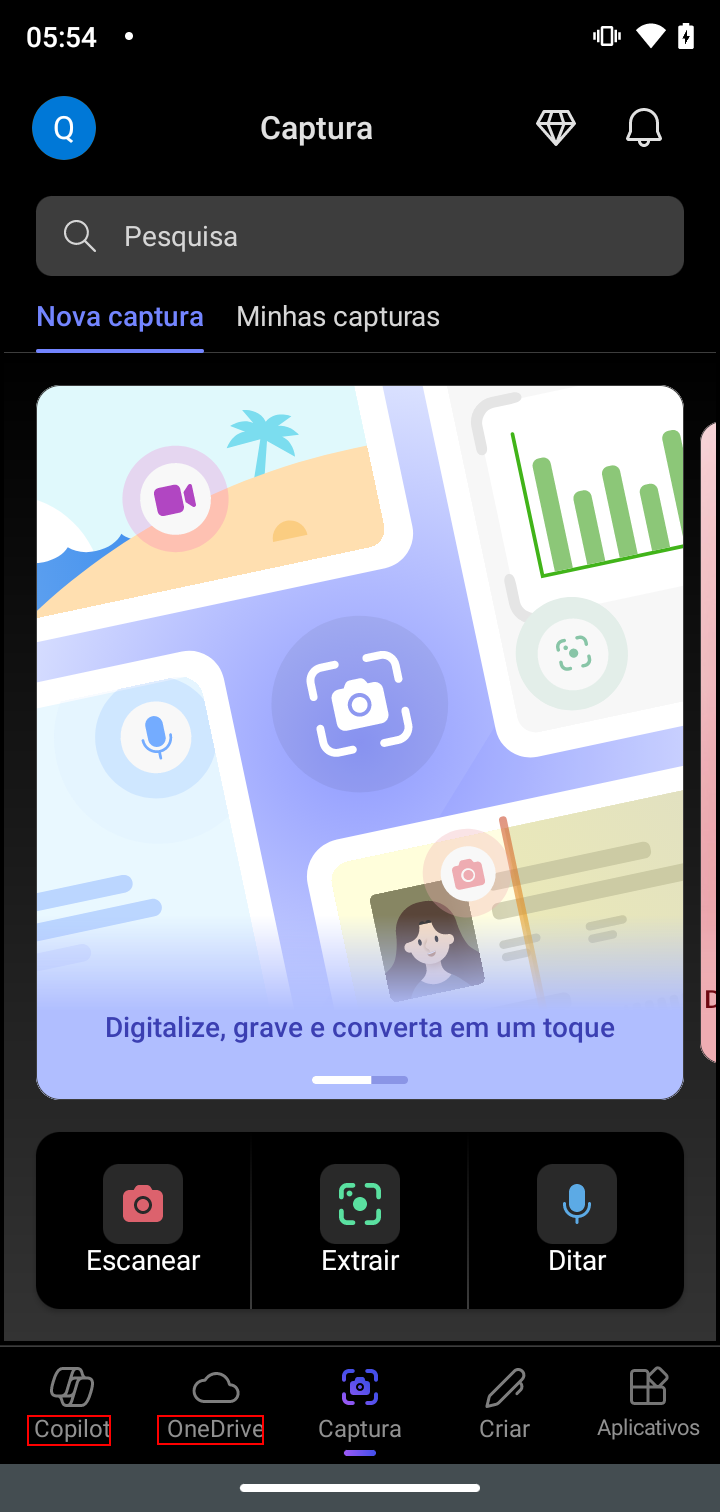 05:54
Q
Captura
Pesquisa
Nova captura
Minhas capturas
Digitalize, grave e converta em um toque
D
Escanear
Extrair
Ditar
Copilot
OneDrive
Captura
Criar
Aplicativos